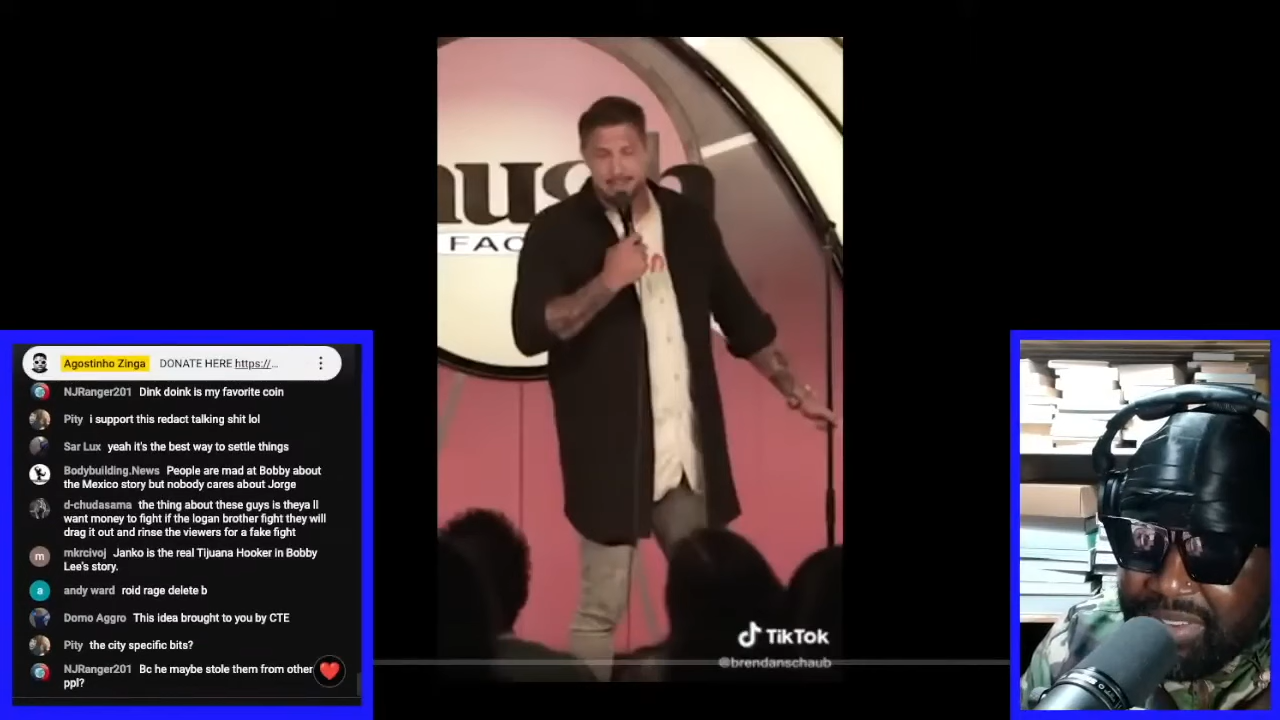 Agostinho Zinga DONATE HERE https://...
NJRanger201 Dink doink is my favorite coin
Pity i support this redact talking shit lol
Sar Lux yeah it's the best way to settle things
Bodybuilding.News People are mad at Bobby about
the Mexico story but nobody cares about Jorge
d-chudasama the thing about these guys is theya ll
want money to fight if the logan brother fight they will
drag it out and rinse the viewers for a fake fight
m
mkrcivoj Janko is the real Tijuana Hooker in Bobby
Lee's story.
a
andy ward roid rage delete b
Domo Aggro This idea brought to you by CTE
Pity the city specific bits?
NJRanger201 Bc he maybe stole them from other
ppl?
FAC
TikTok
@brendanschaub